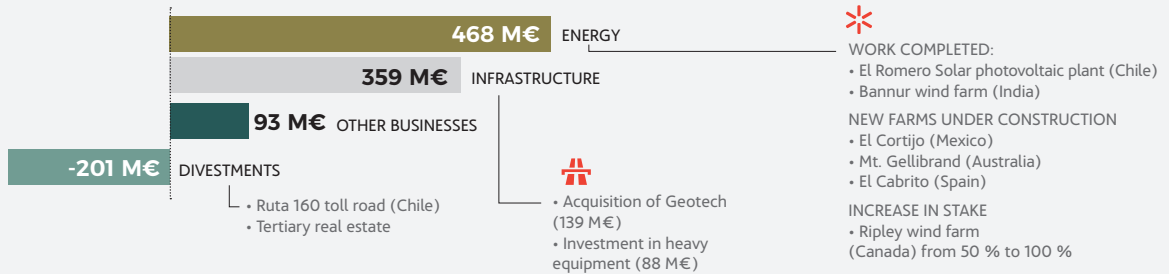 468 M€ ENERGY
359 M€ INFRASTRUCTURE
93 M€ OTHER BUSINESSES
-201 M€ DIVESTMENTS
• Ruta 160 toll road (Chile)
• Tertiary real estate
• Acquisition of Geotech
(139 M€)
• Investment in heavy
equipment (88 M€)
WORK COMPLETED:
• El Romero Solar photovoltaic plant (Chile)
• Bannur wind farm (India)
NEW FARMS UNDER CONSTRUCTION
• El Cortijo (Mexico)
• Mt. Gellibrand (Australia)
• El Cabrito (Spain)
INCREASE IN STAKE
• Ripley wind farm
(Canada) from 50 % to 100 %